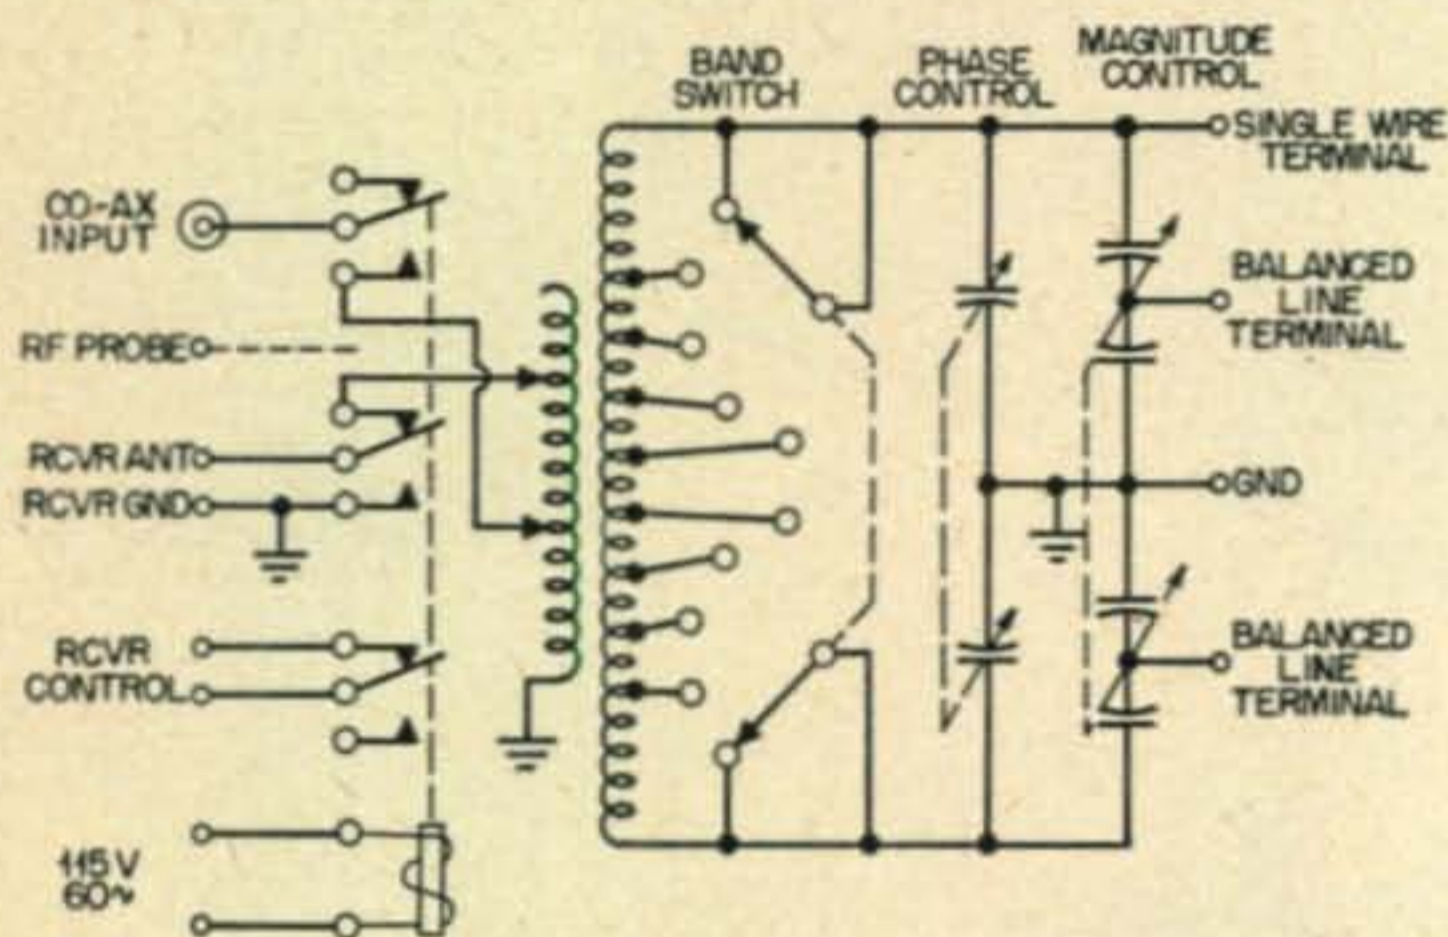 BAND
SWITCH
PHASE
CONTROL
MAGNITUDE
CONTROL
SINGLE WIRE
TERMINAL
CO-AX
INPUT
BALANCED
LINE
TERMINAL
RF PROBE
RCVR ANT
RCVR GND
GND
RCVR
CONTROL
BALANCED
LINE
TERMINAL
115 V
60~